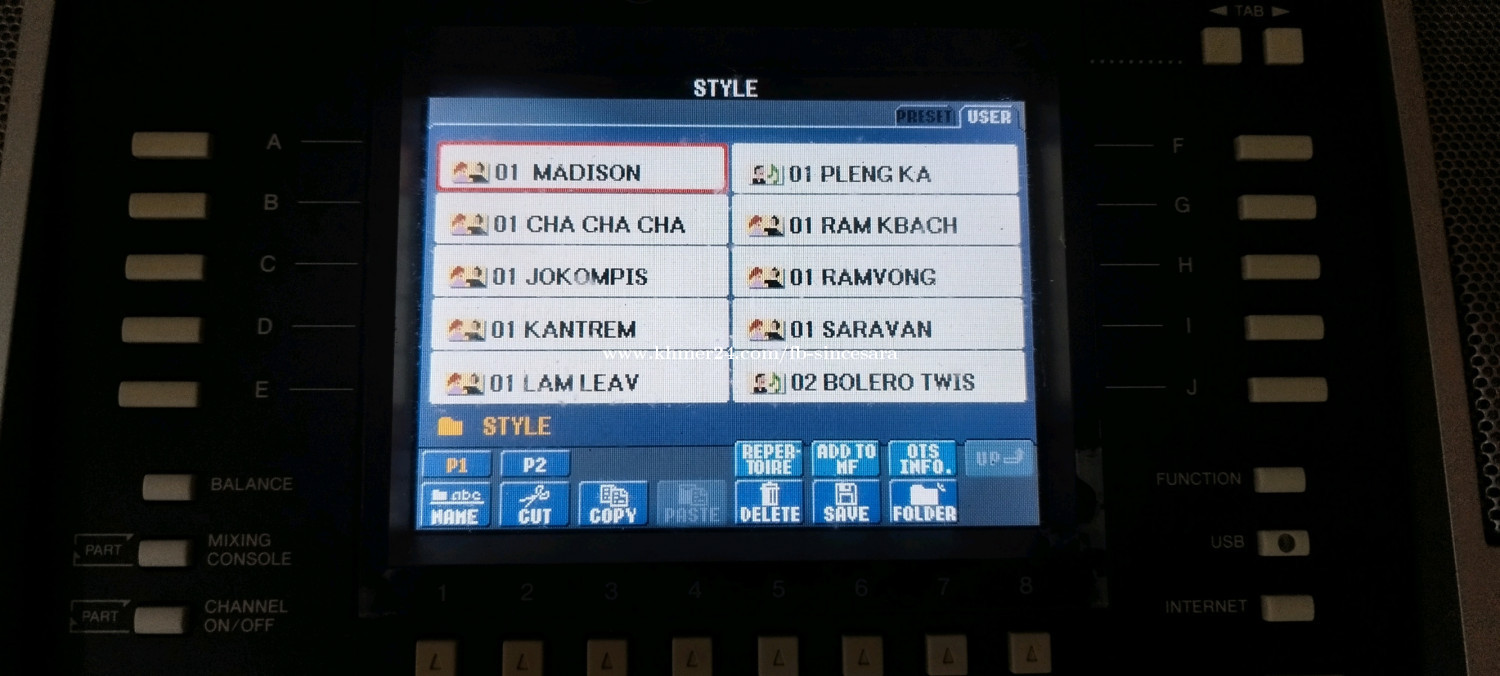 TAB
STYLE
PRESET USER
A
01 MADISON
01 PLENG KA
F
B
01 CHA CHA CHA
01 RAM KBACH
G
C
01 JOKOMPIS
01 RAMVONG
H
D
01 KANTREM
01 SARAVAN
I
www.khmer24.com/fb-sincesara
E
01 LAM LEAV
02 BOLERO TWIS
J
STYLE
P1
P2
REPER-
TOIRE
ADD TO
MF
OTS
INFO.
UP
abc
NAME
CUT
COPY
PASTE
DELETE
SAVE
FOLDER
BALANCE
FUNCTION
PART
MIXING
CONSOLE
USB
PART
CHANNEL
ON/OFF
INTERNET
1 2 3 4 5 6 7 8